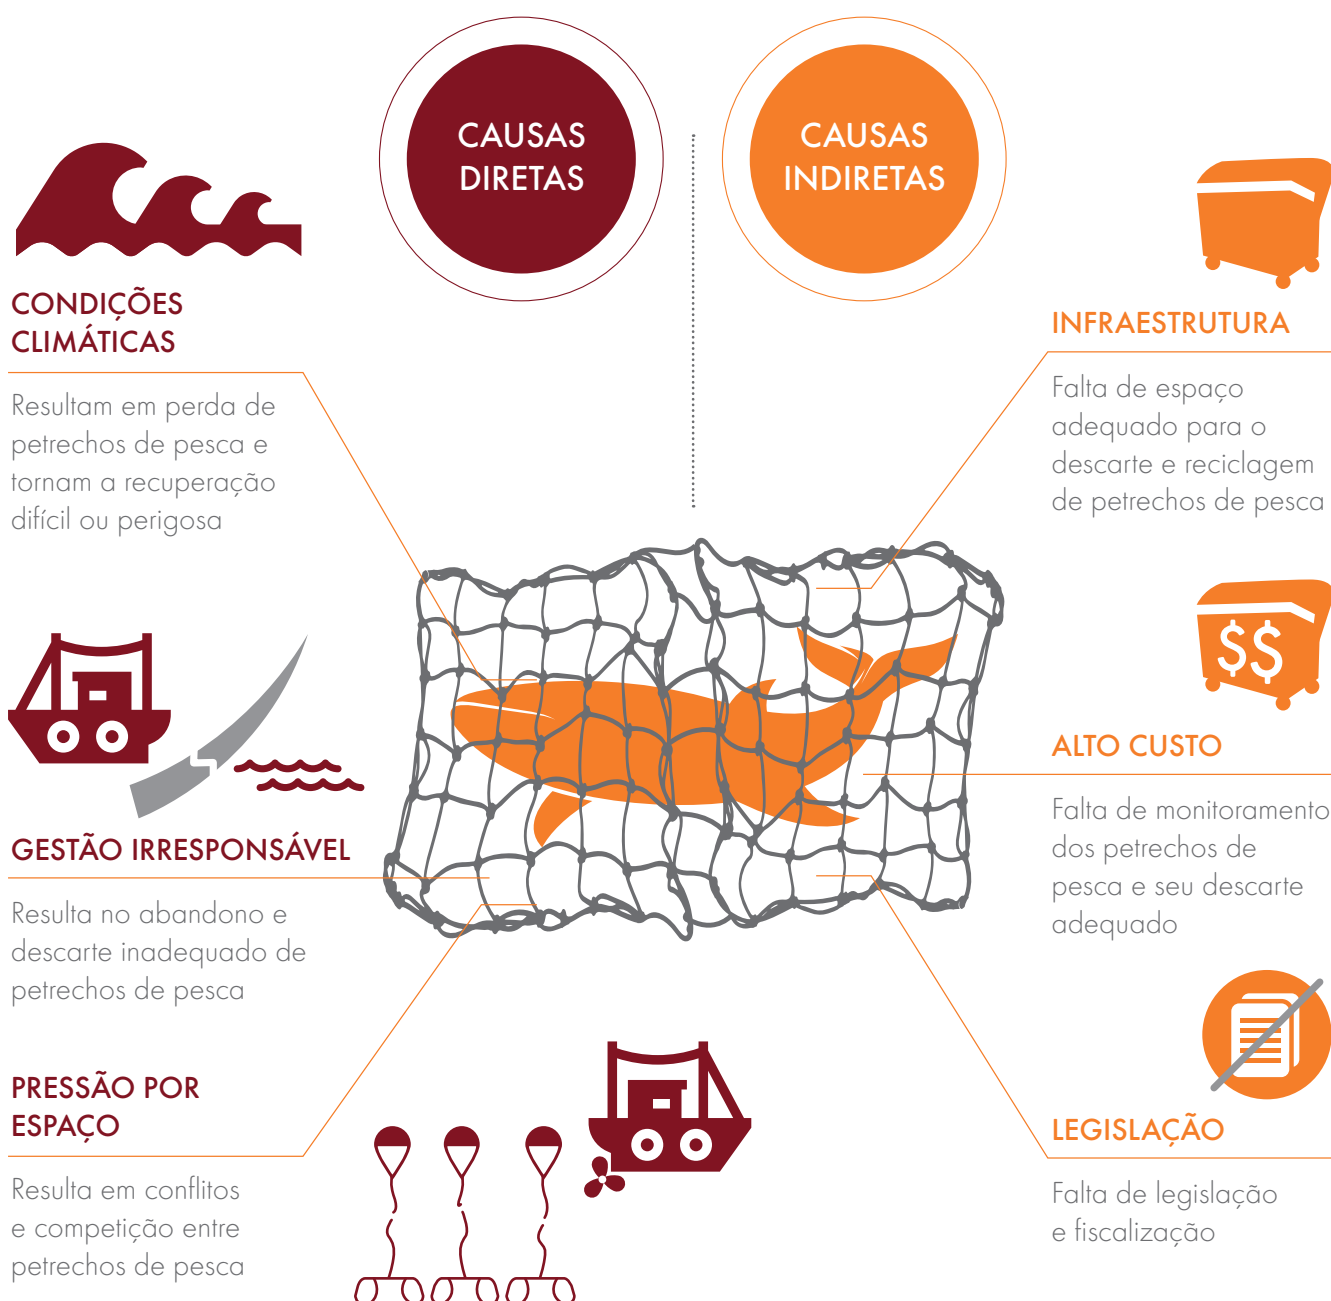 CAUSAS
DIRETAS
CONDIÇÕES
CLIMÁTICAS
Resultam em perda de
petrechos de pesca e
tornam a recuperação
difícil ou perigosa
GESTÃO IRRESPONSÁVEL
Resulta no abandono e
descarte inadequado de
petrechos de pesca
PRESSÃO POR
ESPAÇO
Resulta em conflitos
e competição entre
petrechos de pesca
CAUSAS
INDIRETAS
INFRAESTRUTURA
Falta de espaço
adequado para o
descarte e reciclagem
de petrechos de pesca
$$
ALTO CUSTO
Falta de monitoramento
dos petrechos de
pesca e seu descarte
adequado
LEGISLAÇÃO
Falta de legislação
e fiscalização